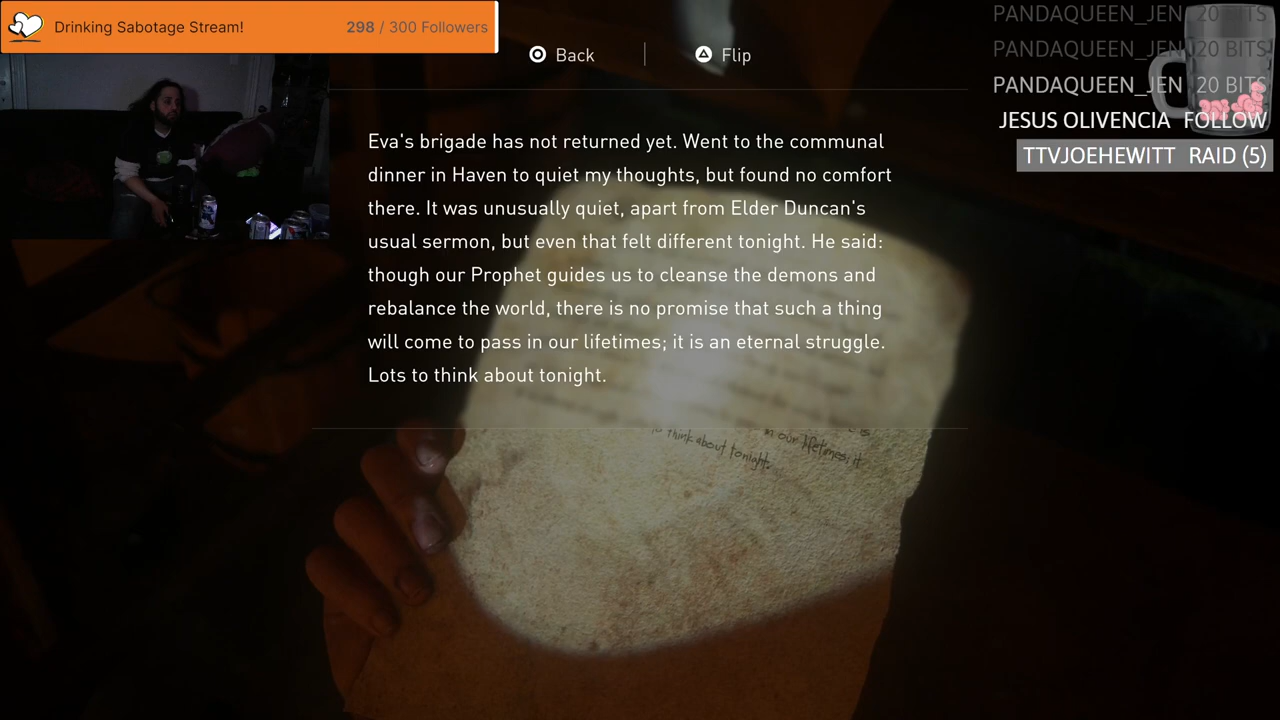 Drinking Sabotage Stream! 298 / 300 Followers
Back Flip
PANDAQUEEN_JEN 20 BITS
PANDAQUEEN_JEN 20 BITS
PANDAQUEEN_JEN 20 BITS
JESUS OLIVENCIA FOLLOW
TTVJOEHEWITT RAID (5)
Eva's brigade has not returned yet. Went to the communal
dinner in Haven to quiet my thoughts, but found no comfort
there. It was unusually quiet, apart from Elder Duncan's
usual sermon, but even that felt different tonight. He said:
though our Prophet guides us to cleanse the demons and
rebalance the world, there is no promise that such a thing
will come to pass in our lifetimes; it is an eternal struggle.
Lots to think about tonight.
in our lifetimes; it
to think about tonight.